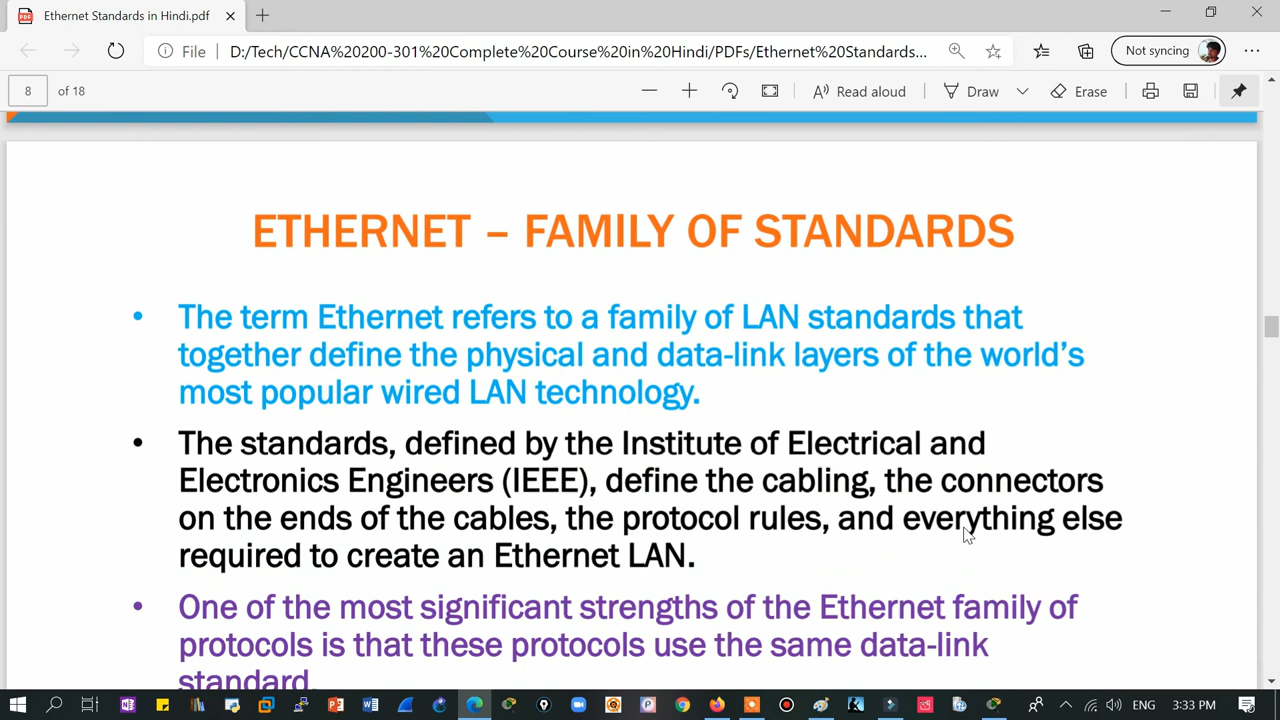 Ethernet Standards in Hindi.pdf
File
D:/Tech/CCNA%20200-301%20Complete%20Course%20in%20Hindi/PDFs/Ethernet%20Standards...
Not syncing
8 of 18
Read aloud
Draw
Erase
ETHERNET – FAMILY OF STANDARDS
• The term Ethernet refers to a family of LAN standards that
together define the physical and data-link layers of the world's
most popular wired LAN technology.
• The standards, defined by the Institute of Electrical and
Electronics Engineers (IEEE), define the cabling, the connectors
on the ends of the cables, the protocol rules, and everything else
required to create an Ethernet LAN.
• One of the most significant strengths of the Ethernet family of
protocols is that these protocols use the same data-link
standard.
ENG
3:33 PM